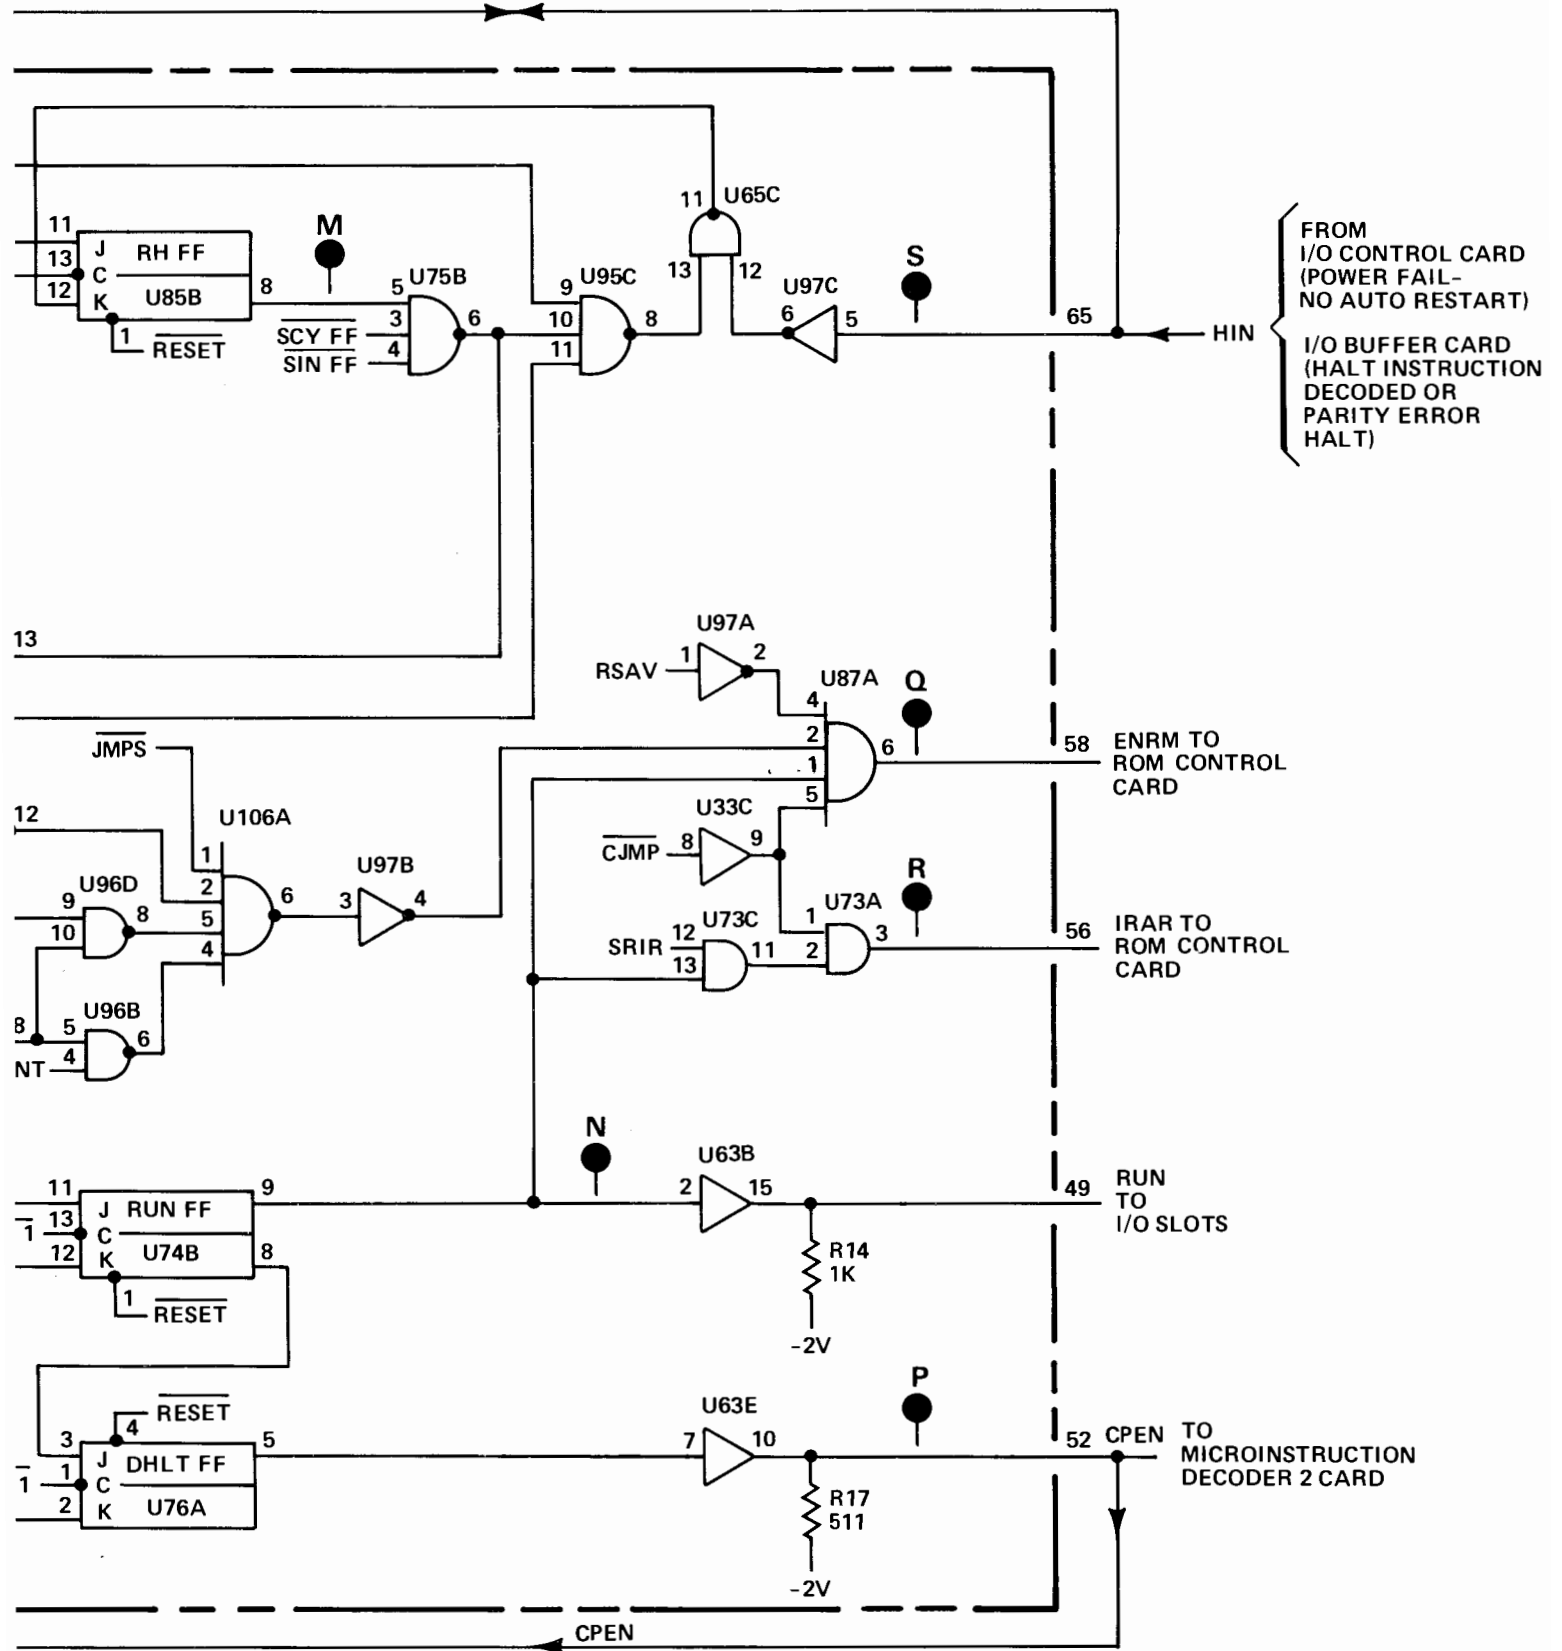 11
U65C
13
12
11
13
12
J
C
K
RH FF
U85B
8
1
RESET
M
U75B
5
3
4
SCY FF
SIN FF
6
U95C
9
10
11
8
U97C
6
5
S
65
HIN
FROM
I/O CONTROL CARD
(POWER FAIL–
NO AUTO RESTART)
I/O BUFFER CARD
(HALT INSTRUCTION
DECODED OR
PARITY ERROR
HALT)
13
U97A
RSAV
1
2
U87A
4
2
1
5
6
Q
58
ENRM TO
ROM CONTROL
CARD
JMPS
12
U106A
1
2
5
4
6
U97B
3
4
U96D
9
10
8
U96B
8
5
4
6
NT
U33C
CJMP
8
9
U73C
SRIR
12
13
11
U73A
1
2
3
R
56
IRAR TO
ROM CONTROL
CARD
N
U63B
2
15
49
RUN
TO
I/O SLOTS
11
1
13
12
J
C
K
RUN FF
U74B
9
8
1
RESET
R14
1K
–2V
RESET
4
3
1
1
2
J
C
K
DHLT FF
U76A
5
U63E
7
10
P
52
CPEN
TO
MICROINSTRUCTION
DECODER 2 CARD
R17
511
–2V
CPEN